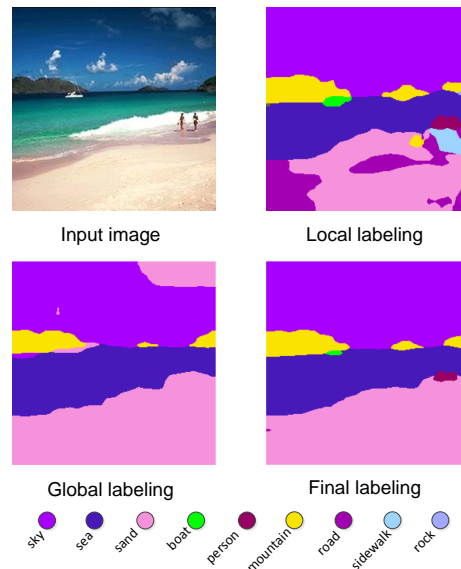 Input image
Local labeling
Global labeling
Final labeling
sky
sea
sand
boat
person
mountain
road
sidewalk
rock